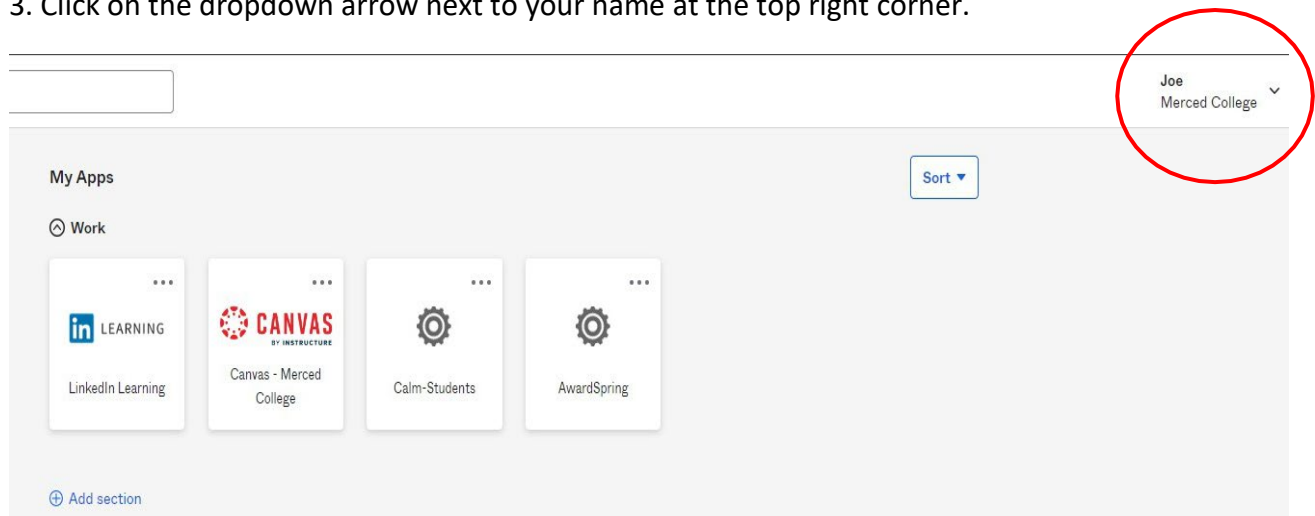 3. Click on the dropdown arrow next to your name at the top right corner.
Joe
Merced College
My Apps
Sort
Work
in LEARNING
CANVAS
BY INSTRUCTURE
LinkedIn Learning
Canvas - Merced
College
Calm-Students
AwardSpring
Add section